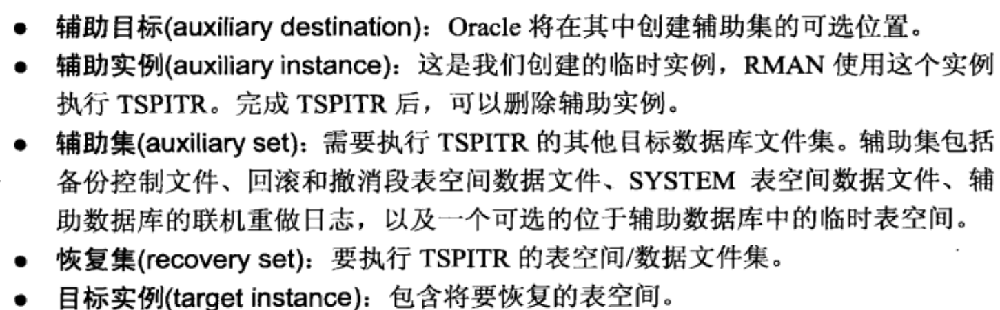 ● 辅助目标(auxiliary destination)：Oracle 将在其中创建辅助集的可选位置。
● 辅助实例(auxiliary instance)：这是我们创建的临时实例，RMAN 使用这个实例
执行 TSPITR。完成 TSPITR 后，可以删除辅助实例。
● 辅助集(auxiliary set)：需要执行 TSPITR 的其他目标数据库文件集。辅助集包括
备份控制文件、回滚和撤消段表空间数据文件、SYSTEM 表空间数据文件、辅
助数据库的联机重做日志，以及一个可选的位于辅助数据库中的临时表空间。
● 恢复集(recovery set)：要执行 TSPITR 的表空间/数据文件集。
● 目标实例(target instance)：包含将要恢复的表空间。